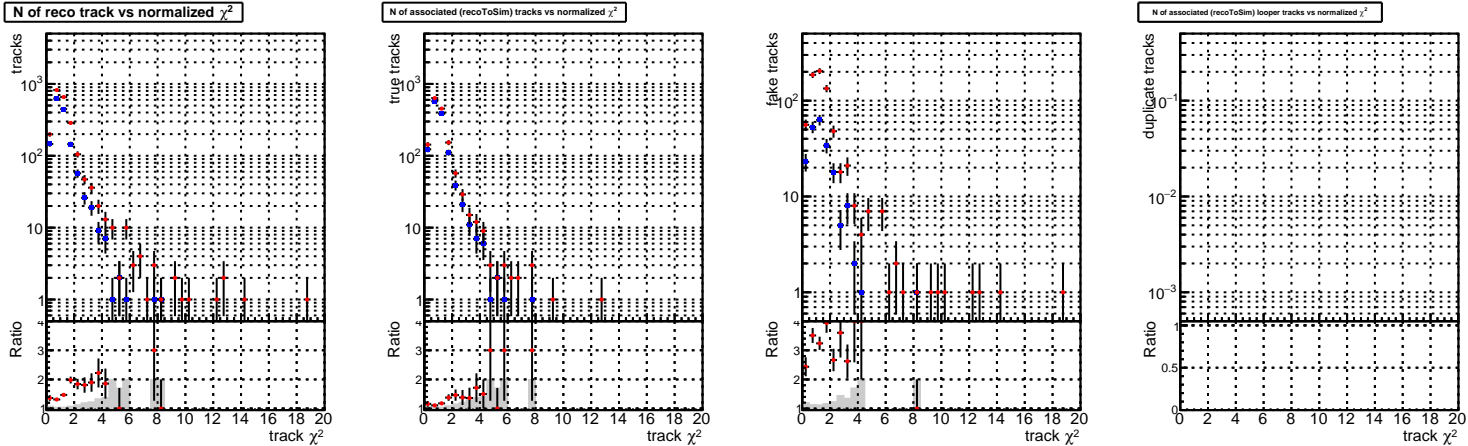 N of reco track vs normalized χ²
tracks
10³
10²
10
1
Ratio
4
3
2
1
0 2 4 6 8 10 12 14 16 18 20
track χ²
N of associated (recoToSim) tracks vs normalized χ²
true tracks
10³
10²
10
1
Ratio
4
3
2
1
0 2 4 6 8 10 12 14 16 18 20
track χ²
fake tracks
10²
10
1
Ratio
4
3
2
1
0 2 4 6 8 10 12 14 16 18 20
track χ²
N of associated (recoToSim) looper tracks vs normalized χ²
duplicate tracks
10⁻¹
10⁻²
10⁻³
Ratio
1
0.5
0
0 2 4 6 8 10 12 14 16 18 20
track χ²